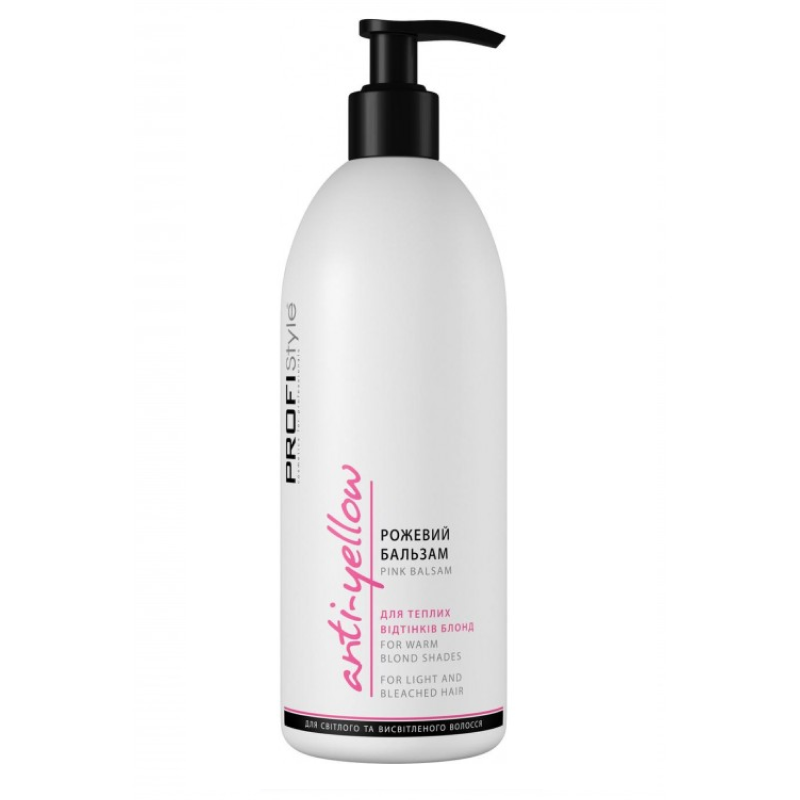 PROFIStyle
anti-yellow
РОЖЕВИЙ
БАЛЬЗАМ
PINK BALSAM
ДЛЯ ТЕПЛИХ
ВІДТІНКІВ БЛОНД
FOR WARM
BLOND SHADES
FOR LIGHT AND
BLEACHED HAIR
ДЛЯ СВІТЛОГО ТА ВИСВІТЛЕНОГО ВОЛОССЯ